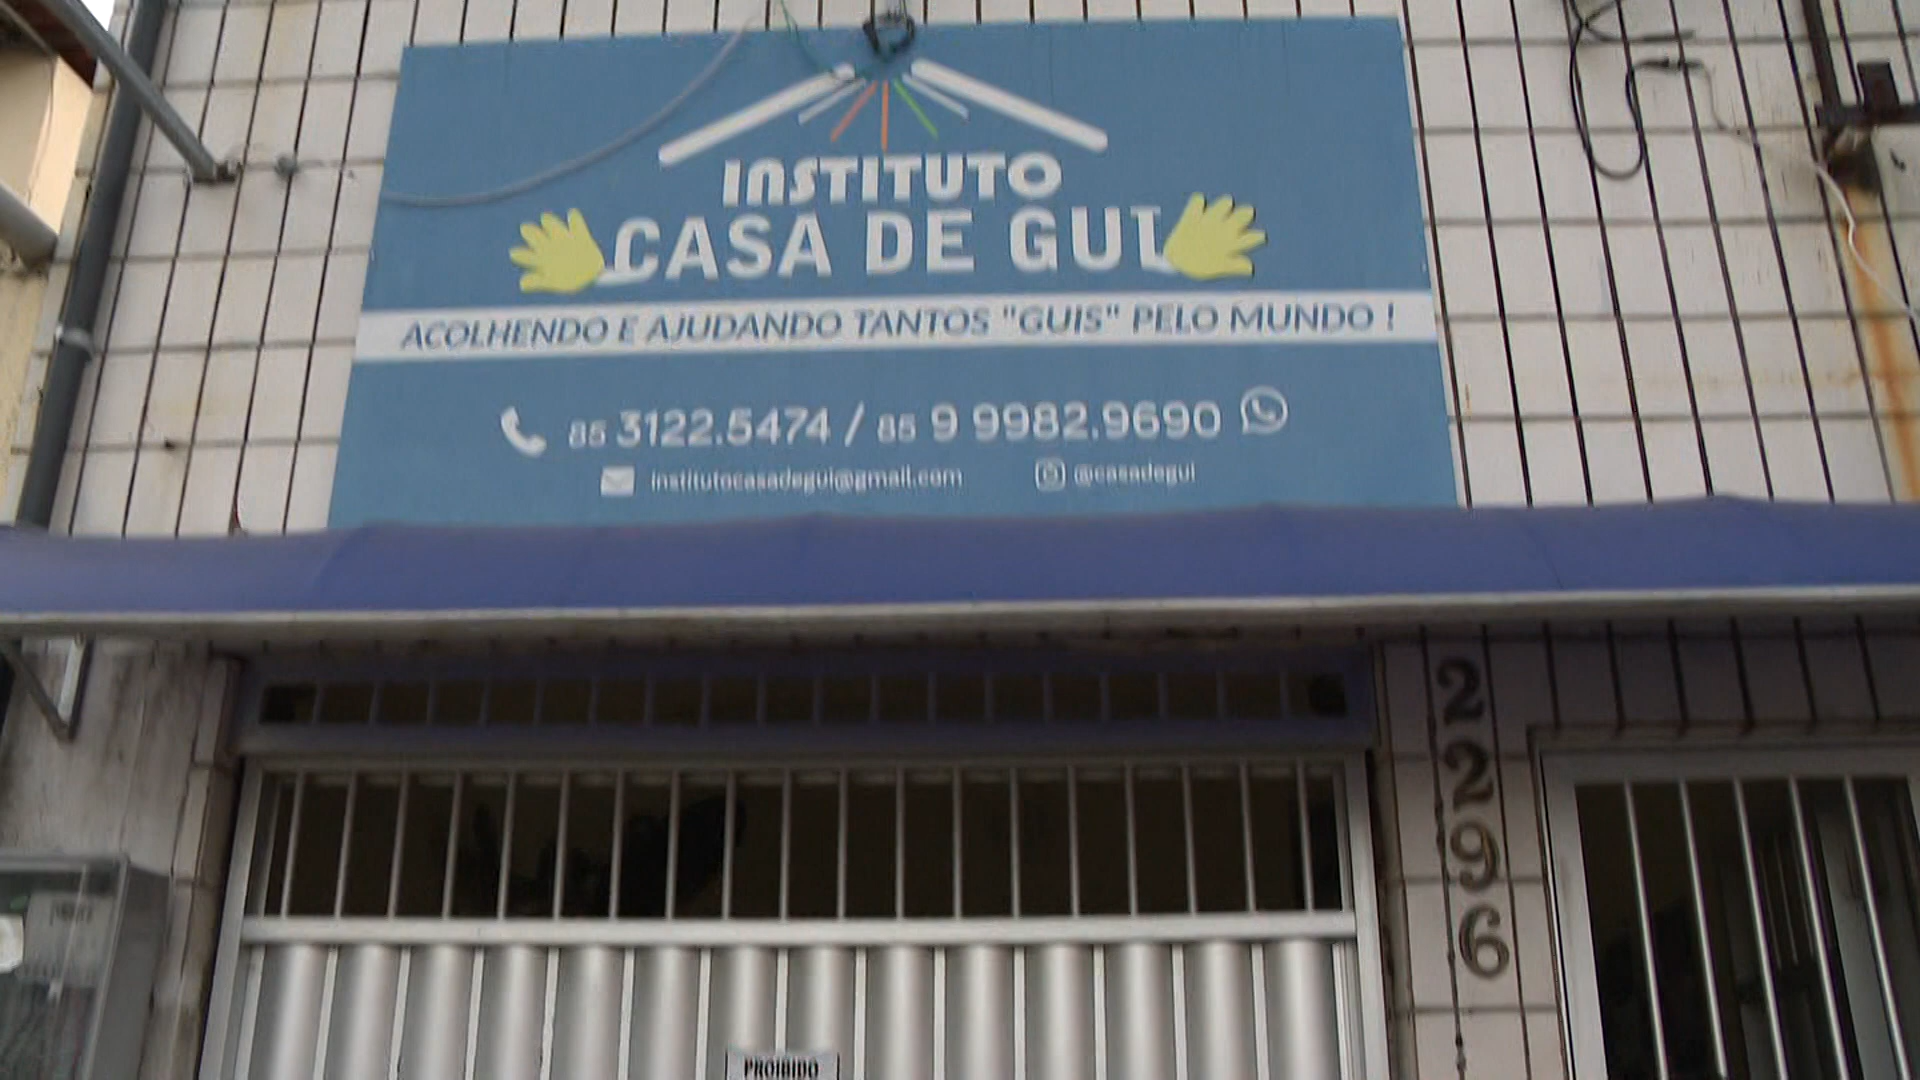 INSTITUTO
CASA DE GUI
ACOLHENDO E AJUDANDO TANTOS "GUIS" PELO MUNDO !
85 3122.5474 / 85 9 9982.9690
institutocasadegui@gmail.com @casadegui
2296
PROIBIDO